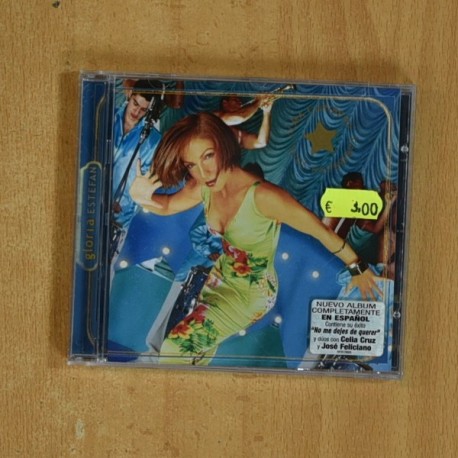 gloria ESTEFAN
€ 3,00
NUEVO ALBUM
COMPLETAMENTE
EN ESPAÑOL
Contiene su éxito
"No me dejes de querer"
y dúos con Celia Cruz
y José Feliciano